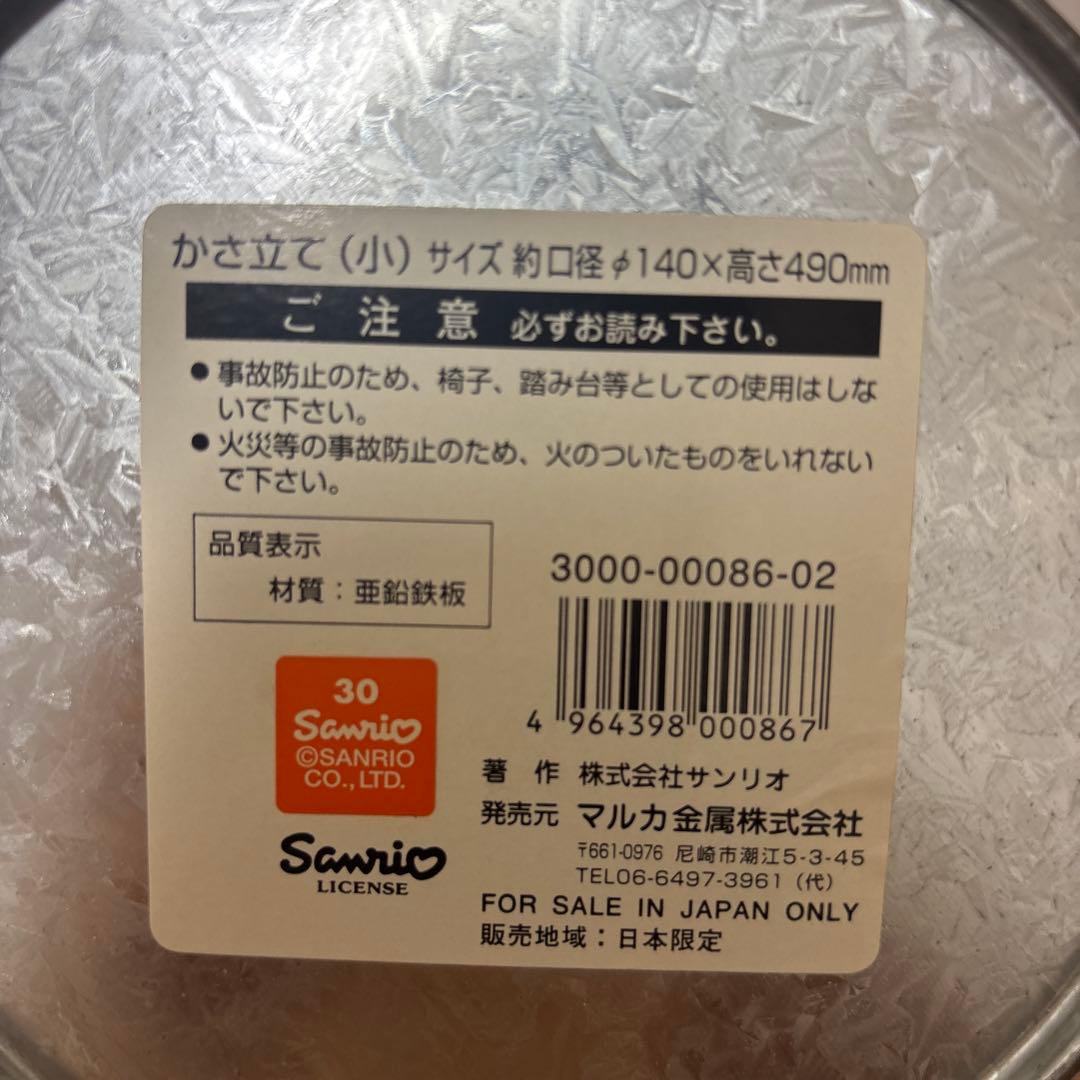 かさ立て（小）サイズ 約口径φ140×高さ490mm
ご注意 必ずお読み下さい。
●事故防止のため、椅子、踏み台等としての使用はしな
いで下さい。
●火災等の事故防止のため、火のついたものをいれない
で下さい。
品質表示
材質：亜鉛鉄板
3000-00086-02
4 964398 000867
30
Sanrio
©SANRIO
CO., LTD.
Sanrio
LICENSE
著 作 株式会社サンリオ
発売元 マルカ金属株式会社
〒661-0976 尼崎市潮江5-3-45
TEL06-6497-3961（代）
FOR SALE IN JAPAN ONLY
販売地域：日本限定